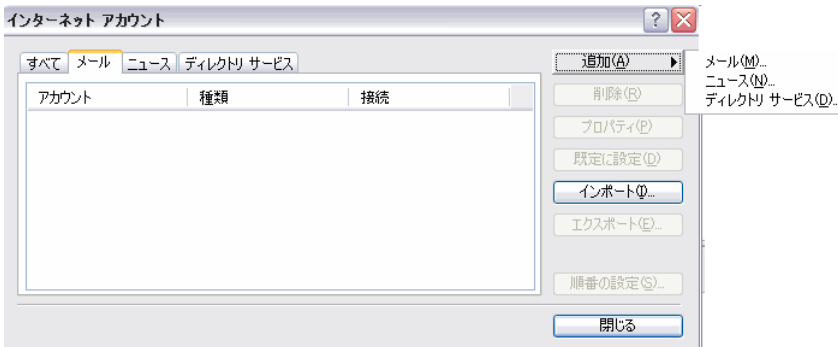 インターネット アカウント
すべて メール ニュース ディレクトリ サービス
アカウント 種類 接続
追加(A)
メール(M)...
ニュース(N)...
ディレクトリ サービス(D)...
削除(R)
プロパティ(P)
既定に設定(D)
インポート(I)...
エクスポート(E)...
順番の設定(S)...
閉じる